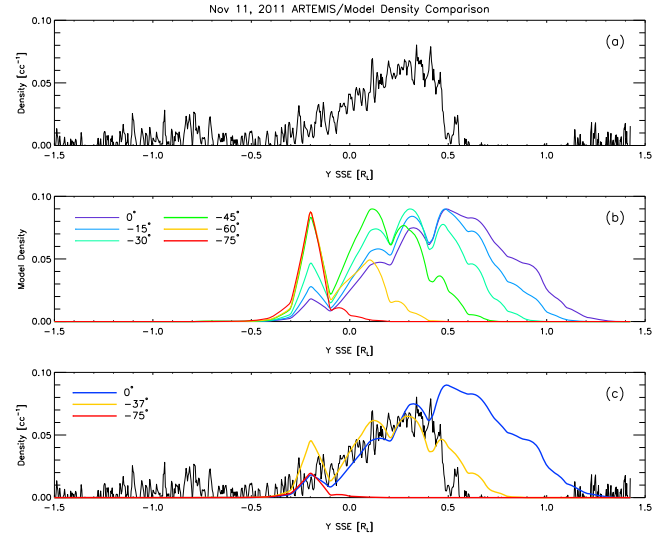 Nov 11, 2011 ARTEMIS/Model Density Comparison
0.10
0.05
0.00
Density [cc⁻¹]
(a)
-1.5 -1.0 -0.5 0.0 0.5 1.0 1.5
Y SSE [R_L]
0.10
0.05
0.00
Model Density
0° -45°
-15° -60°
-30° -75°
(b)
-1.5 -1.0 -0.5 0.0 0.5 1.0 1.5
Y SSE [R_L]
0.10
0.05
0.00
Density [cc⁻¹]
0°
-37°
-75°
(c)
-1.5 -1.0 -0.5 0.0 0.5 1.0 1.5
Y SSE [R_L]